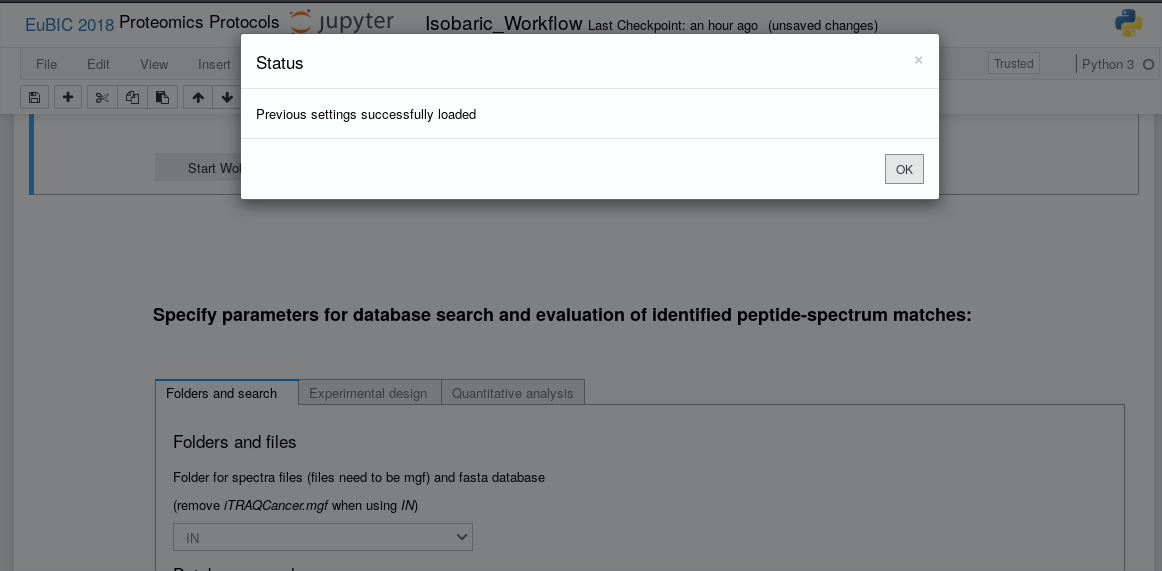 EuBIC 2018 Proteomics Protocols jupyter Isobaric_Workflow Last Checkpoint: an hour ago (unsaved changes)
Status ×
File Edit View Insert Trusted Python 3
Previous settings successfully loaded
Start
OK
Specify parameters for database search and evaluation of identified peptide-spectrum matches:
Folders and search Experimental design Quantitative analysis
Folders and files
Folder for spectra files (files need to be mgf) and fasta database
(remove iTRAQCancer.mgf when using IN)
IN